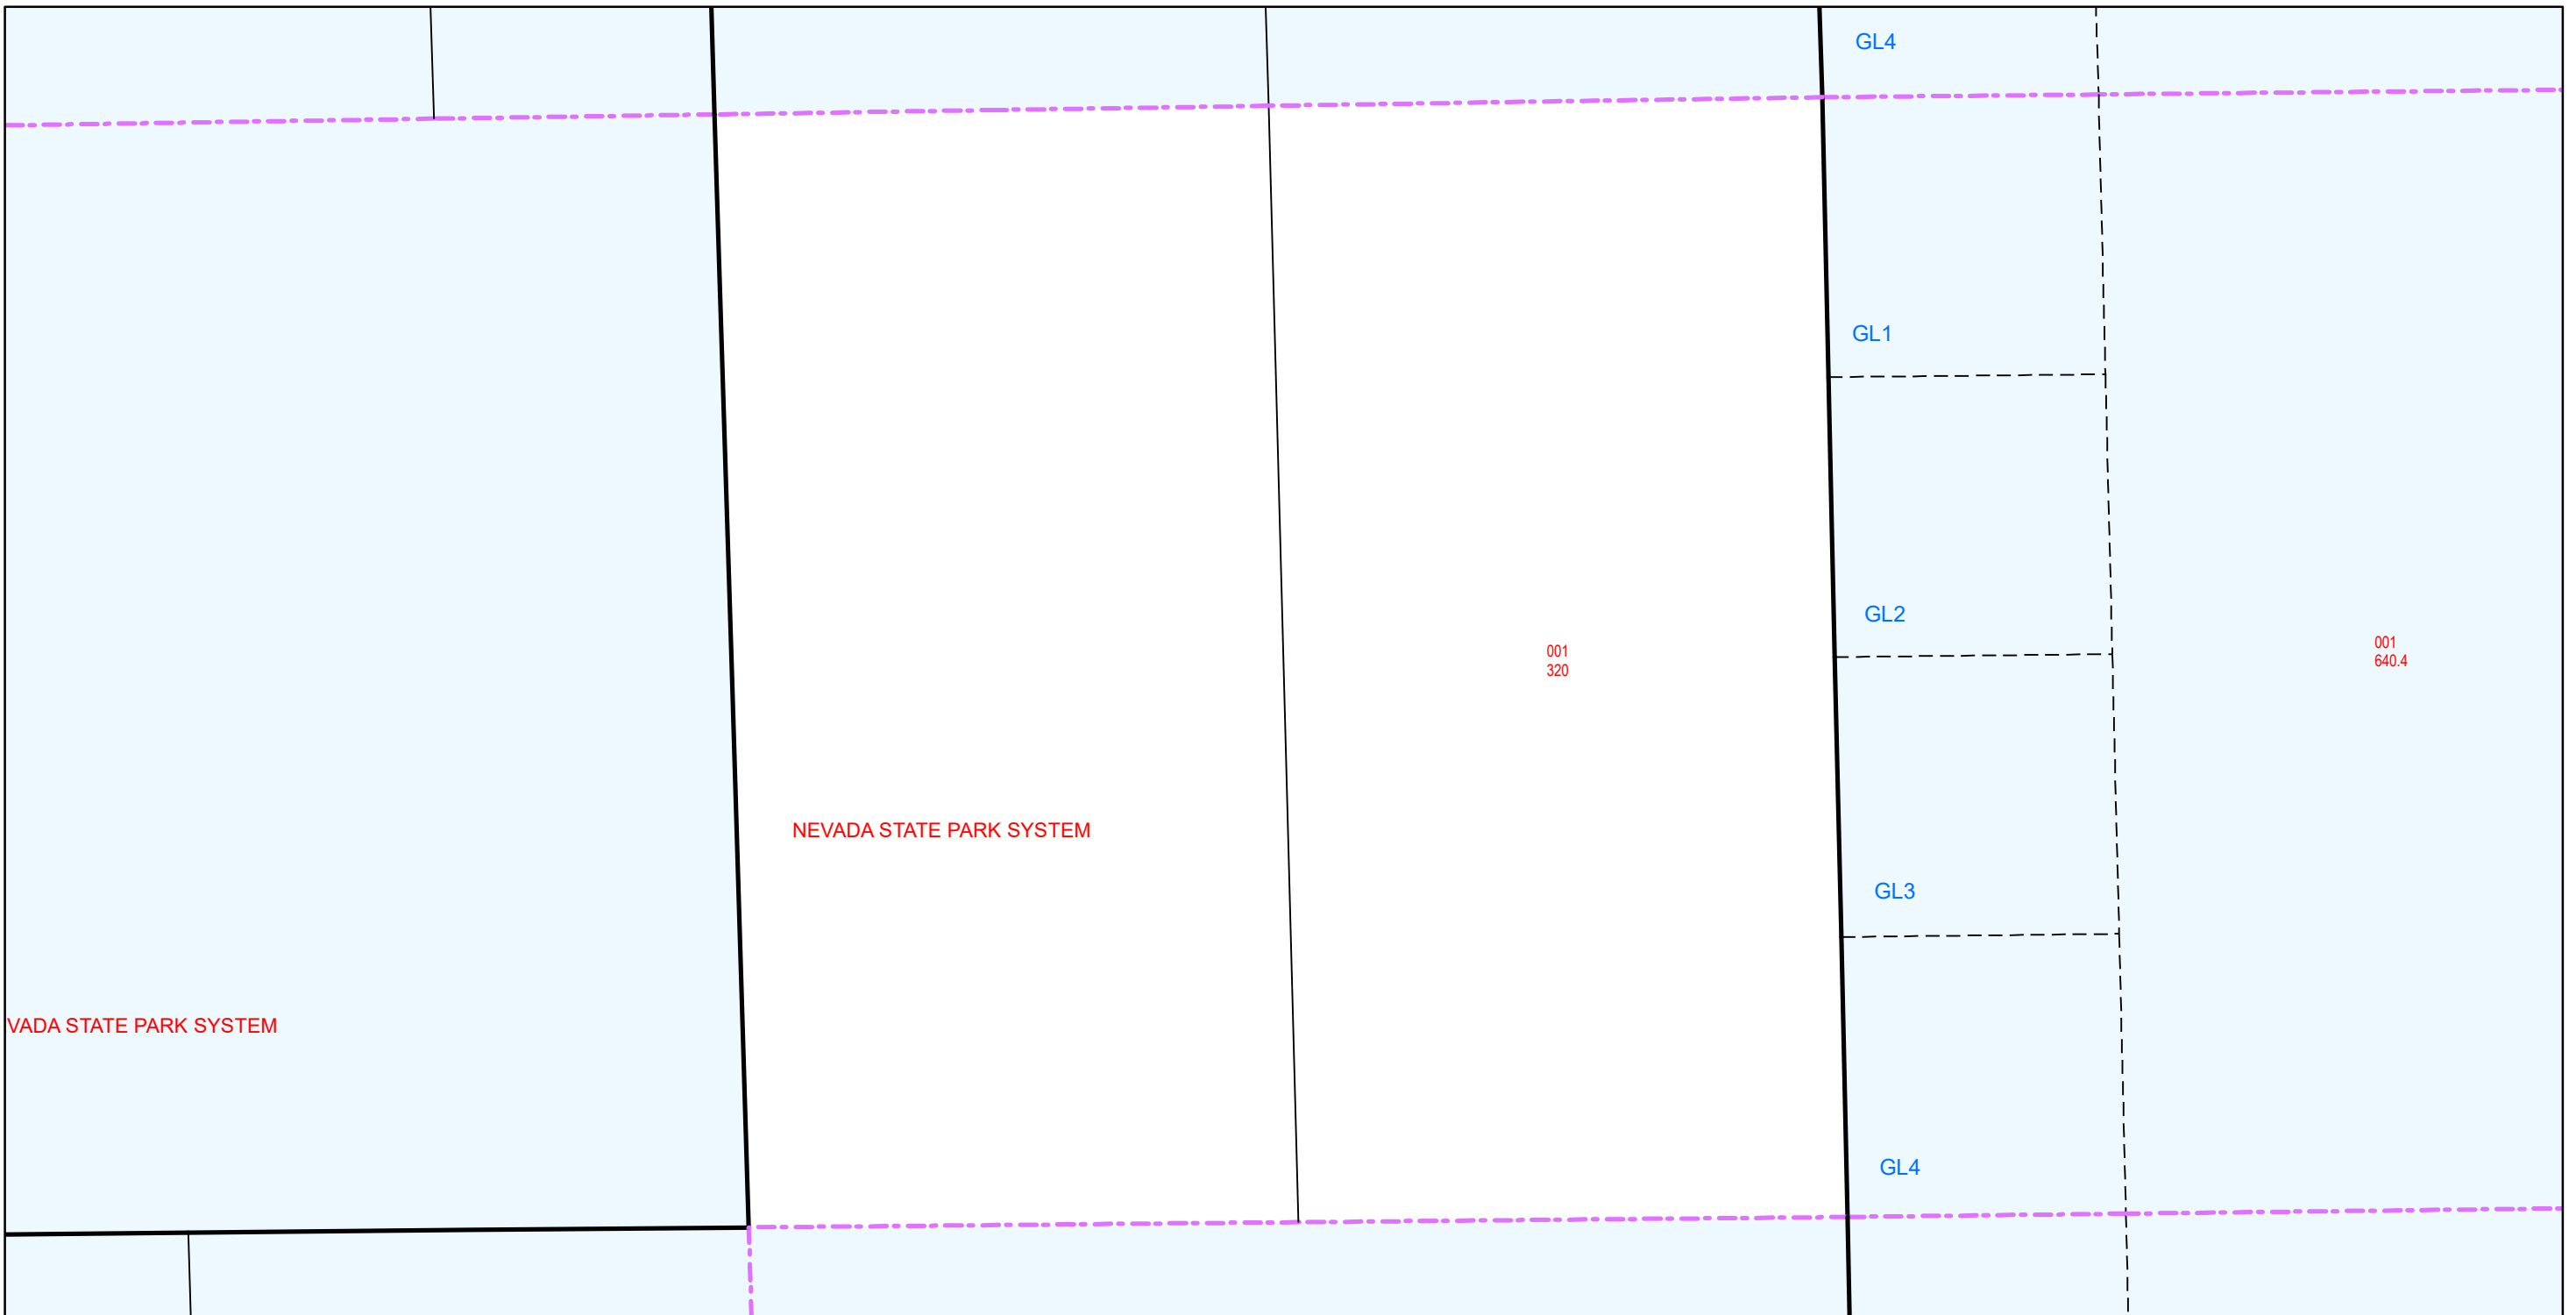 GL4
GL1
GL2
001
320
001
640.4
NEVADA STATE PARK SYSTEM
GL3
VADA STATE PARK SYSTEM
GL4